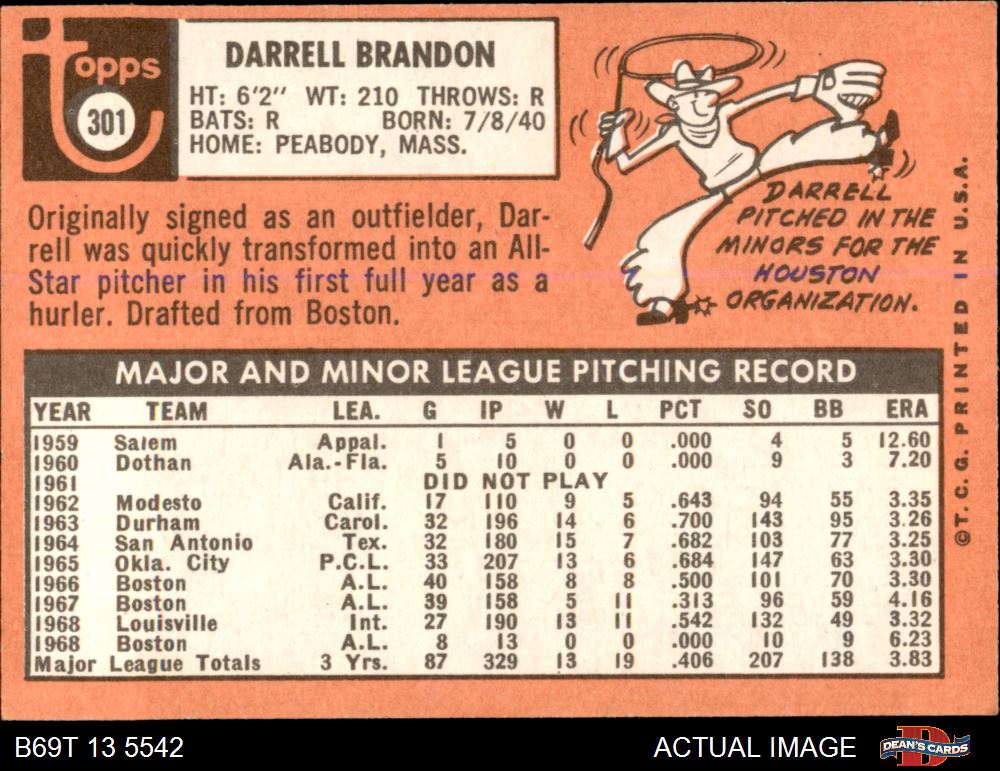 topps
301
DARRELL BRANDON
HT: 6'2" WT: 210 THROWS: R
BATS: R BORN: 7/8/40
HOME: PEABODY, MASS.
Originally signed as an outfielder, Dar-
rell was quickly transformed into an All-
Star pitcher in his first full year as a
hurler. Drafted from Boston.
DARRELL
PITCHED IN THE
MINORS FOR THE
HOUSTON
ORGANIZATION.
©T.C.G. PRINTED IN U.S.A.
MAJOR AND MINOR LEAGUE PITCHING RECORD
YEAR TEAM LEA. G IP W L PCT SO BB ERA
1959 Salem Appal. 1 5 0 0 .000 4 5 12.60
1960 Dothan Ala.-Fla. 5 10 0 0 .000 9 3 7.20
1961 DID NOT PLAY
1962 Modesto Calif. 17 110 9 5 .643 94 55 3.35
1963 Durham Carol. 32 196 14 6 .700 143 95 3.26
1964 San Antonio Tex. 32 180 15 7 .682 103 77 3.25
1965 Okla. City P.C.L. 33 207 13 6 .684 147 63 3.30
1966 Boston A.L. 40 158 8 8 .500 101 70 3.30
1967 Boston A.L. 39 158 5 11 .313 96 59 4.16
1968 Louisville Int. 27 190 13 11 .542 132 49 3.32
1968 Boston A.L. 8 13 0 0 .000 10 9 6.23
Major League Totals 3 Yrs. 87 329 13 19 .406 207 138 3.83
B69T 13 5542
ACTUAL IMAGE
DEAN'S CARDS